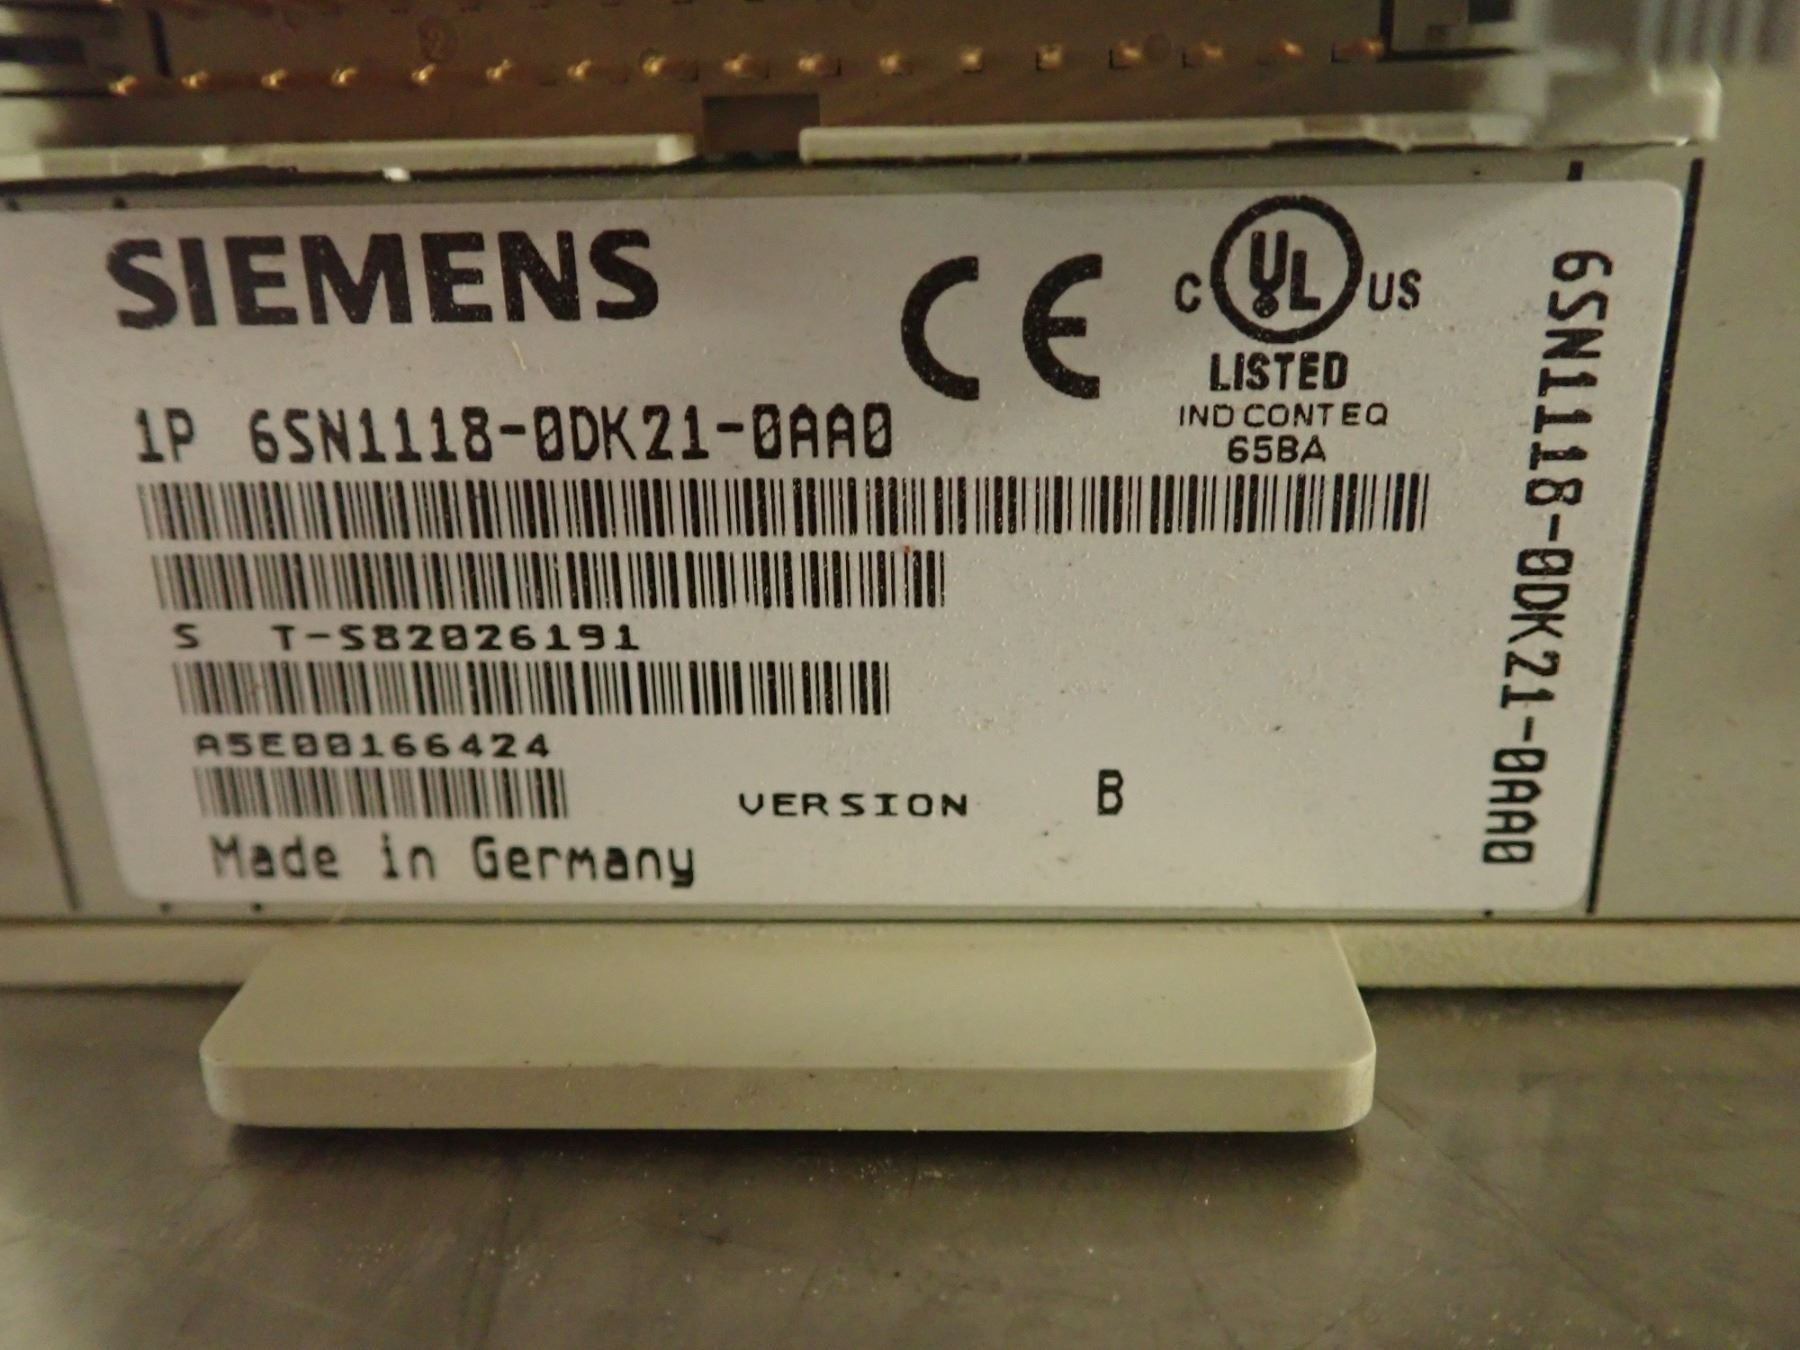 SIEMENS
CE
C UL US
LISTED
IND CONT EQ
65BA
1P 6SN1118-0DK21-0AA0
S T-S82026191
A5E00166424
VERSION B
Made in Germany
6SN1118-0DK21-0AA0